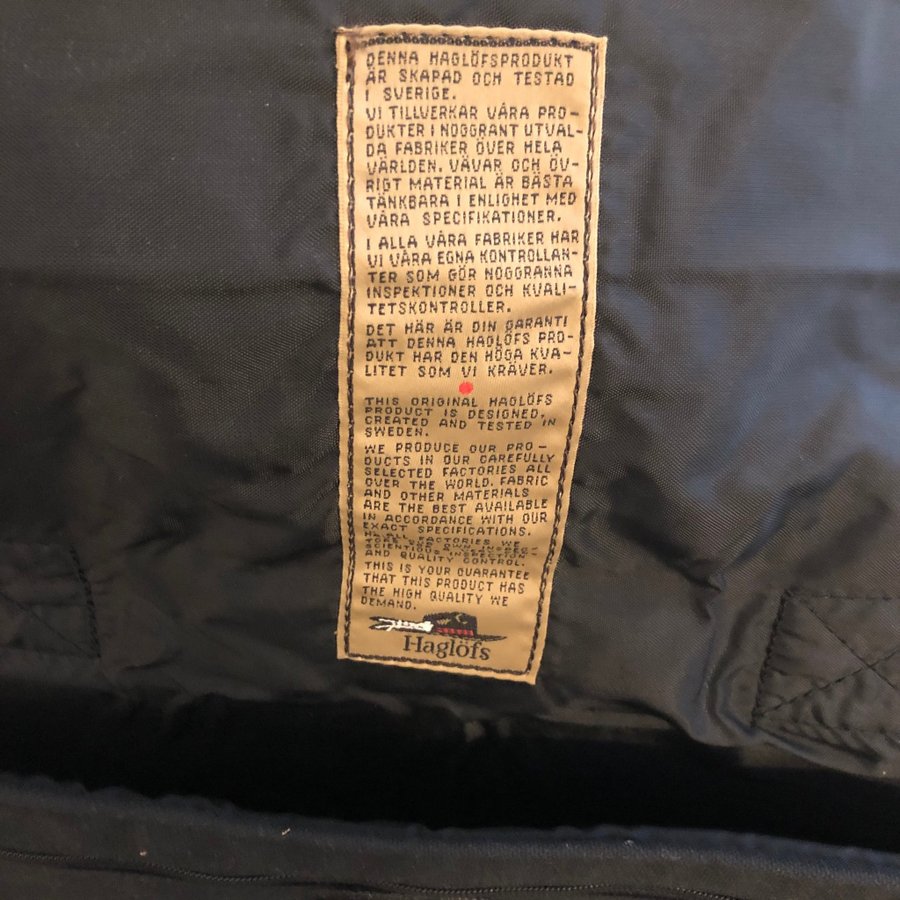 DENNA HAGLÖFSPRODUKT
ÄR SKAPAD OCH TESTAD
I SVERIGE.
VI TILLVERKAR VÅRA PRO-
DUKTER I NOGGRANT UTVAL-
DA FABRIKER ÖVER HELA
VÄRLDEN. VÄVAR OCH ÖV-
RIGT MATERIAL ÄR BÄSTA
TÄNKBARA I ENLIGHET MED
VÅRA SPECIFIKATIONER.
I ALLA VÅRA FABRIKER HAR
VI VÅRA EGNA KONTROLLAN-
TER SOM GÖR NOGGRANNA
INSPEKTIONER OCH KVALI-
TETSKONTROLLER.
DET HÄR ÄR DIN GARANTI
ATT DENNA HAGLÖFS PRO-
DUKT HAR DEN HÖGA KVA-
LITET SOM VI KRÄVER.
THIS ORIGINAL HAGLÖFS
PRODUCT IS DESIGNED,
CREATED AND TESTED IN
SWEDEN.
WE PRODUCE OUR PRO-
DUCTS IN OUR CAREFULLY
SELECTED FACTORIES ALL
OVER THE WORLD. FABRIC
AND OTHER MATERIALS
ARE THE BEST AVAILABLE
IN ACCORDANCE WITH OUR
EXACT SPECIFICATIONS.
FACTORIES WE
AND QUALITY CONTROL.
THIS IS YOUR GUARANTEE
THAT THIS PRODUCT HAS
THE HIGH QUALITY WE
DEMAND.
Haglöfs